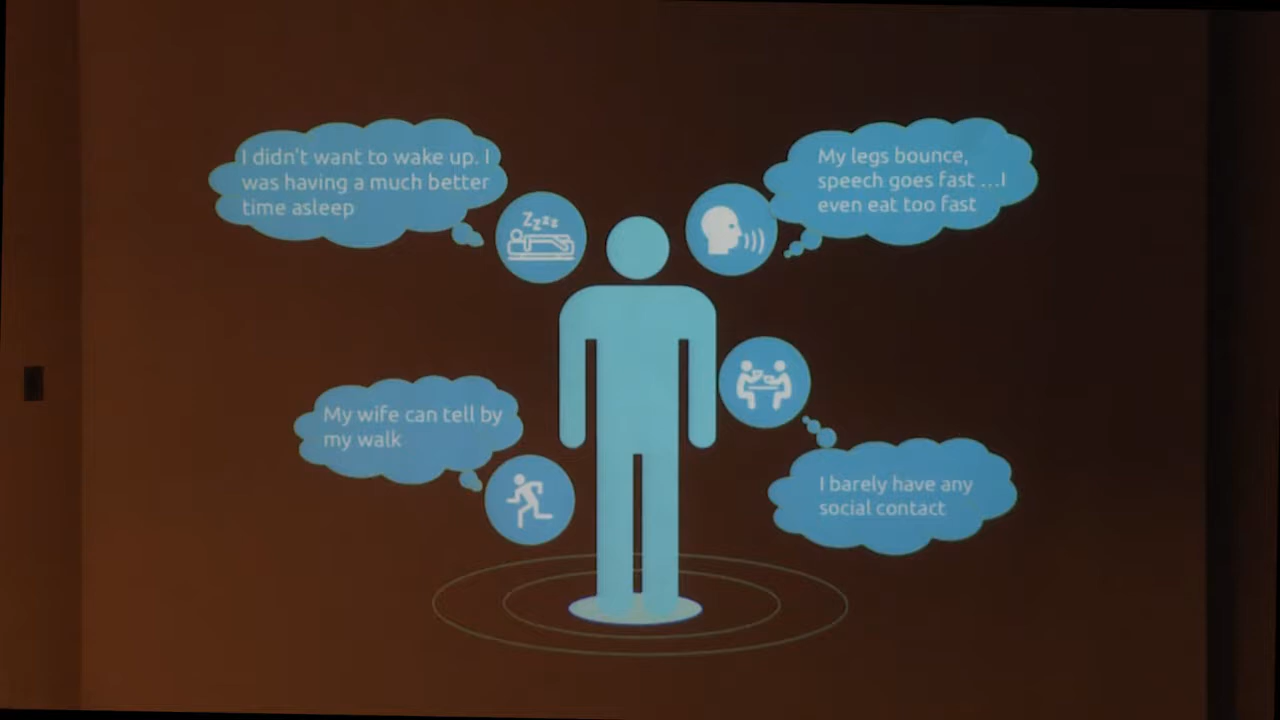 I didn't want to wake up. I
was having a much better
time asleep
My legs bounce,
speech goes fast ...I
even eat too fast
Zzzz
My wife can tell by
my walk
I barely have any
social contact